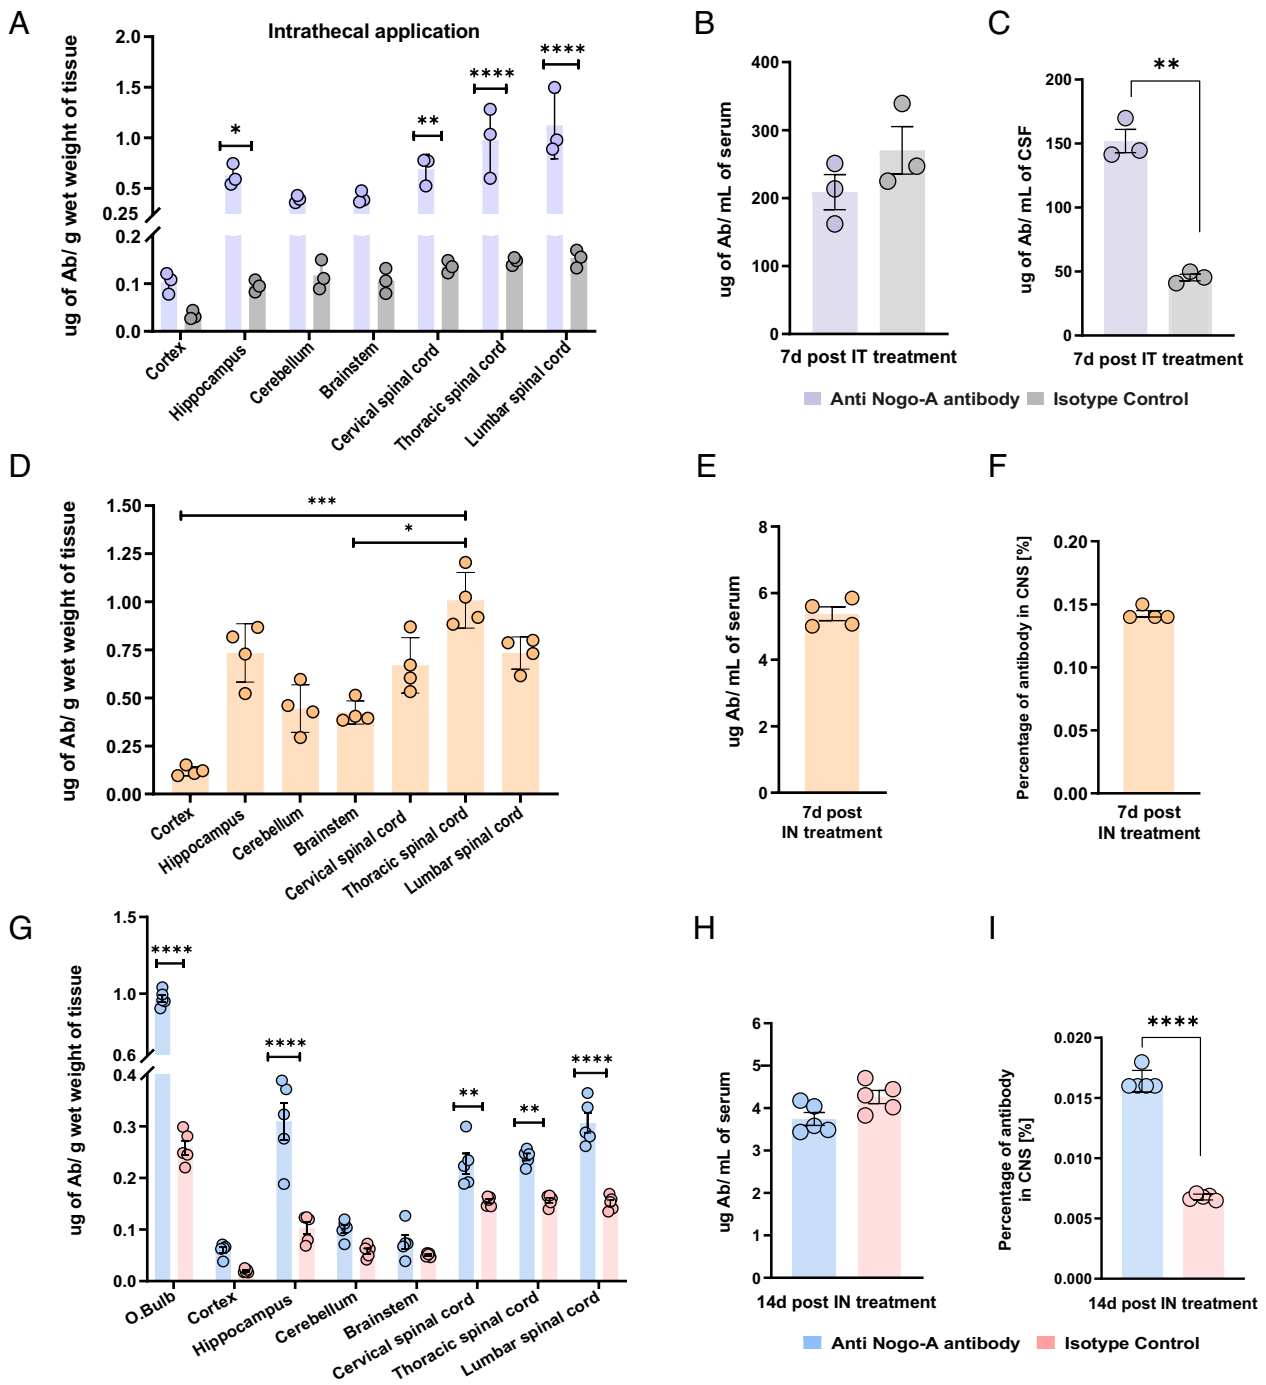 A
Intrathecal application
ug of Ab/ g wet weight of tissue
2.0
1.5
1.0
0.5
0.25
0.2
0.1
0.0
*
**
****
****
Cortex
Hippocampus
Cerebellum
Brainstem
Cervical spinal cord
Thoracic spinal cord
Lumbar spinal cord
B
ug of Ab/ mL of serum
400
300
200
100
0
7d post IT treatment
C
ug of Ab/ mL of CSF
200
150
100
50
0
**
7d post IT treatment
Anti Nogo-A antibody
Isotype Control
D
ug of Ab/ g wet weight of tissue
1.50
1.25
1.00
0.75
0.50
0.25
0.00
***
*
Cortex
Hippocampus
Cerebellum
Brainstem
Cervical spinal cord
Thoracic spinal cord
Lumbar spinal cord
E
ug Ab/ mL of serum
8
6
4
2
0
7d post
IN treatment
F
Percentage of antibody in CNS [%]
0.20
0.15
0.10
0.05
0.00
7d post
IN treatment
G
ug of Ab/ g wet weight of tissue
1.5
1.0
0.6
0.4
0.3
0.2
0.1
0.0
****
****
**
**
****
O.Bulb
Cortex
Hippocampus
Cerebellum
Brainstem
Cervical spinal cord
Thoracic spinal cord
Lumbar spinal cord
H
ug Ab/ mL of serum
6
5
4
3
2
1
0
14d post IN treatment
I
Percentage of antibody
in CNS [%]
0.020
0.015
0.010
0.005
0.000
****
14d post IN treatment
Anti Nogo-A antibody
Isotype Control